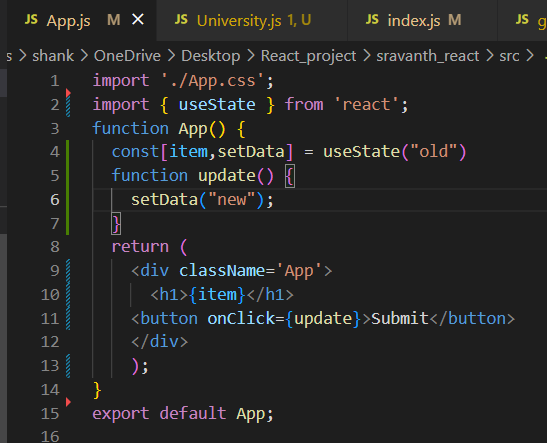 JS App.js M X JS University.js 1, U JS index.js M g
s > shank > OneDrive > Desktop > React_project > sravanth_react > src >
1 import './App.css';
2 import { useState } from 'react';
3 function App() {
4 const[item,setData] = useState("old")
5 function update() {
6 setData("new");
7 }
8 return (
9 <div className='App'>
10 <h1>{item}</h1>
11 <button onClick={update}>Submit</button>
12 </div>
13 );
14 }
15 export default App;
16